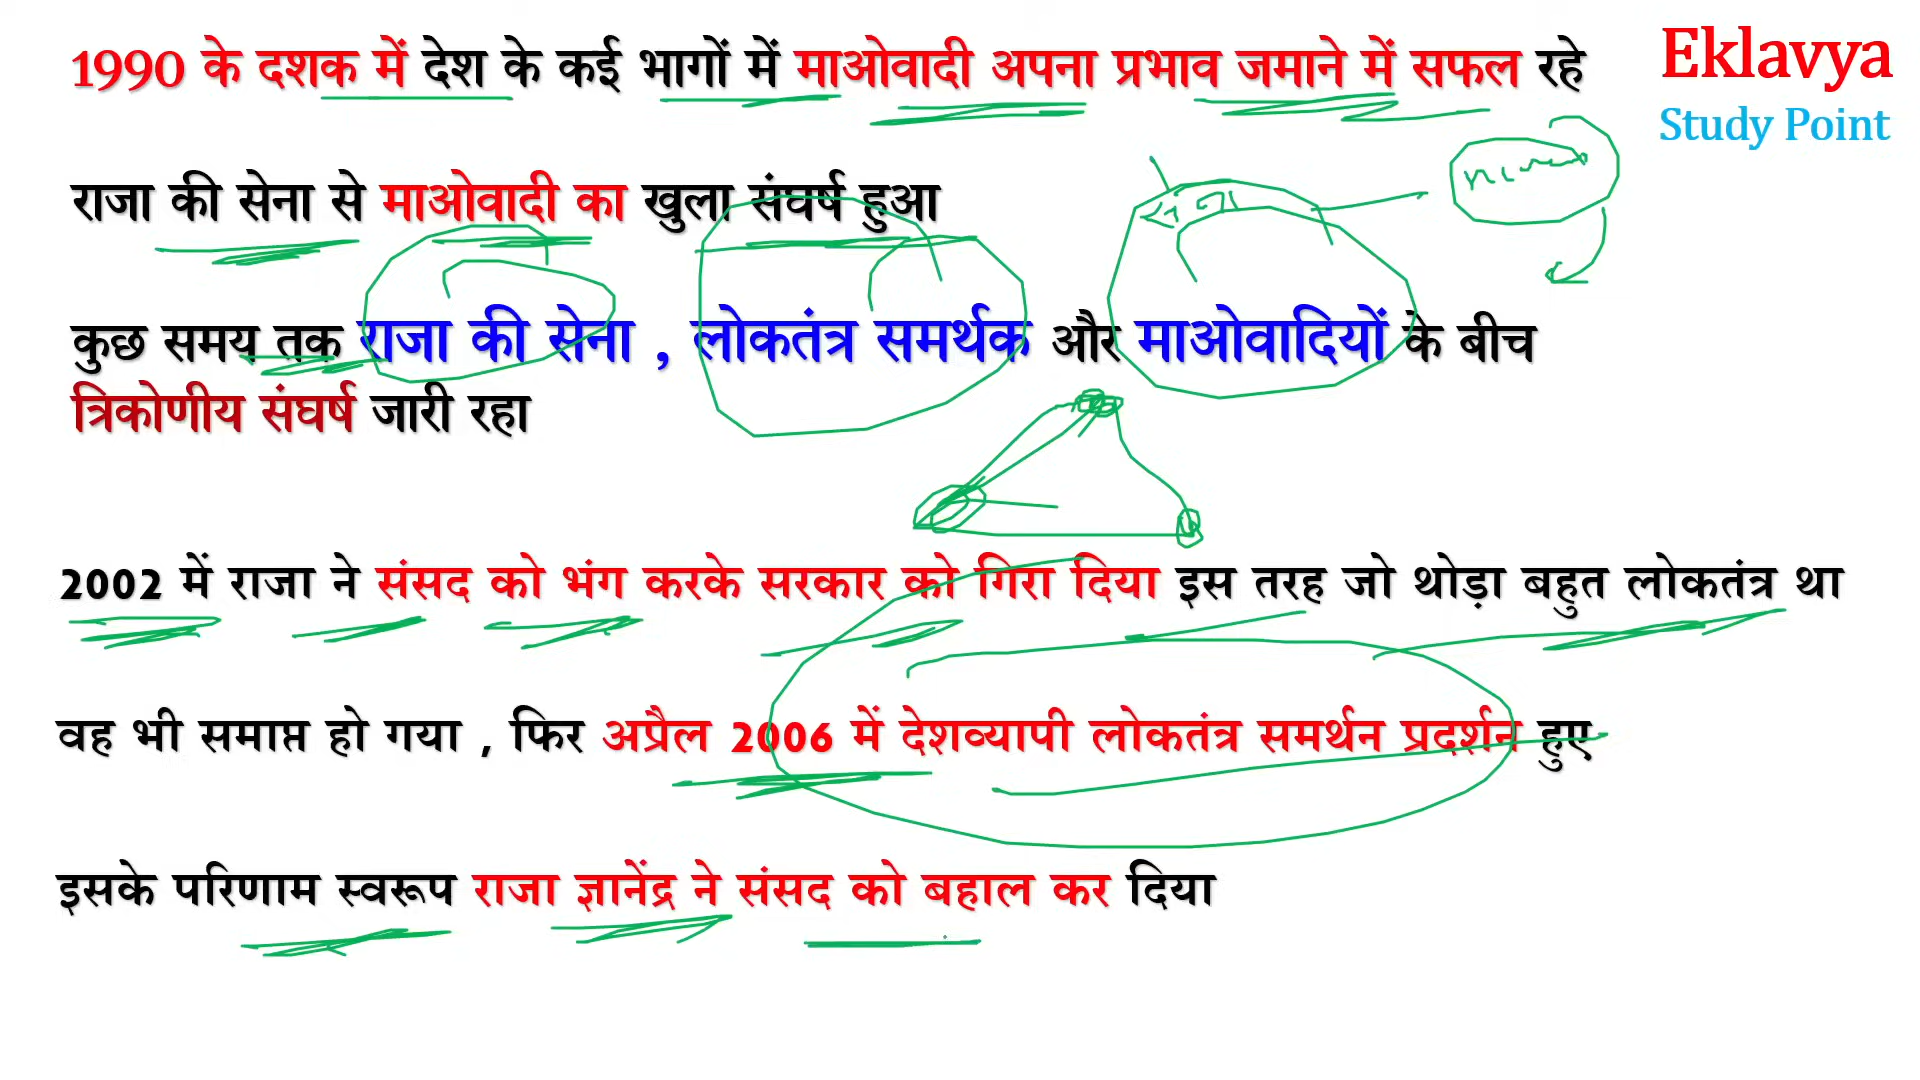 1990 के दशक में देश के कई भागों में माओवादी अपना प्रभाव जमाने में सफल रहे
Eklavya
Study Point
राजा की सेना से माओवादी का खुला संघर्ष हुआ
कुछ समय तक राजा की सेना , लोकतंत्र समर्थक और माओवादियों के बीच
त्रिकोणीय संघर्ष जारी रहा
2002 में राजा ने संसद को भंग करके सरकार को गिरा दिया इस तरह जो थोड़ा बहुत लोकतंत्र था
वह भी समाप्त हो गया , फिर अप्रैल 2006 में देशव्यापी लोकतंत्र समर्थन प्रदर्शन हुए
इसके परिणाम स्वरूप राजा ज्ञानेंद्र ने संसद को बहाल कर दिया